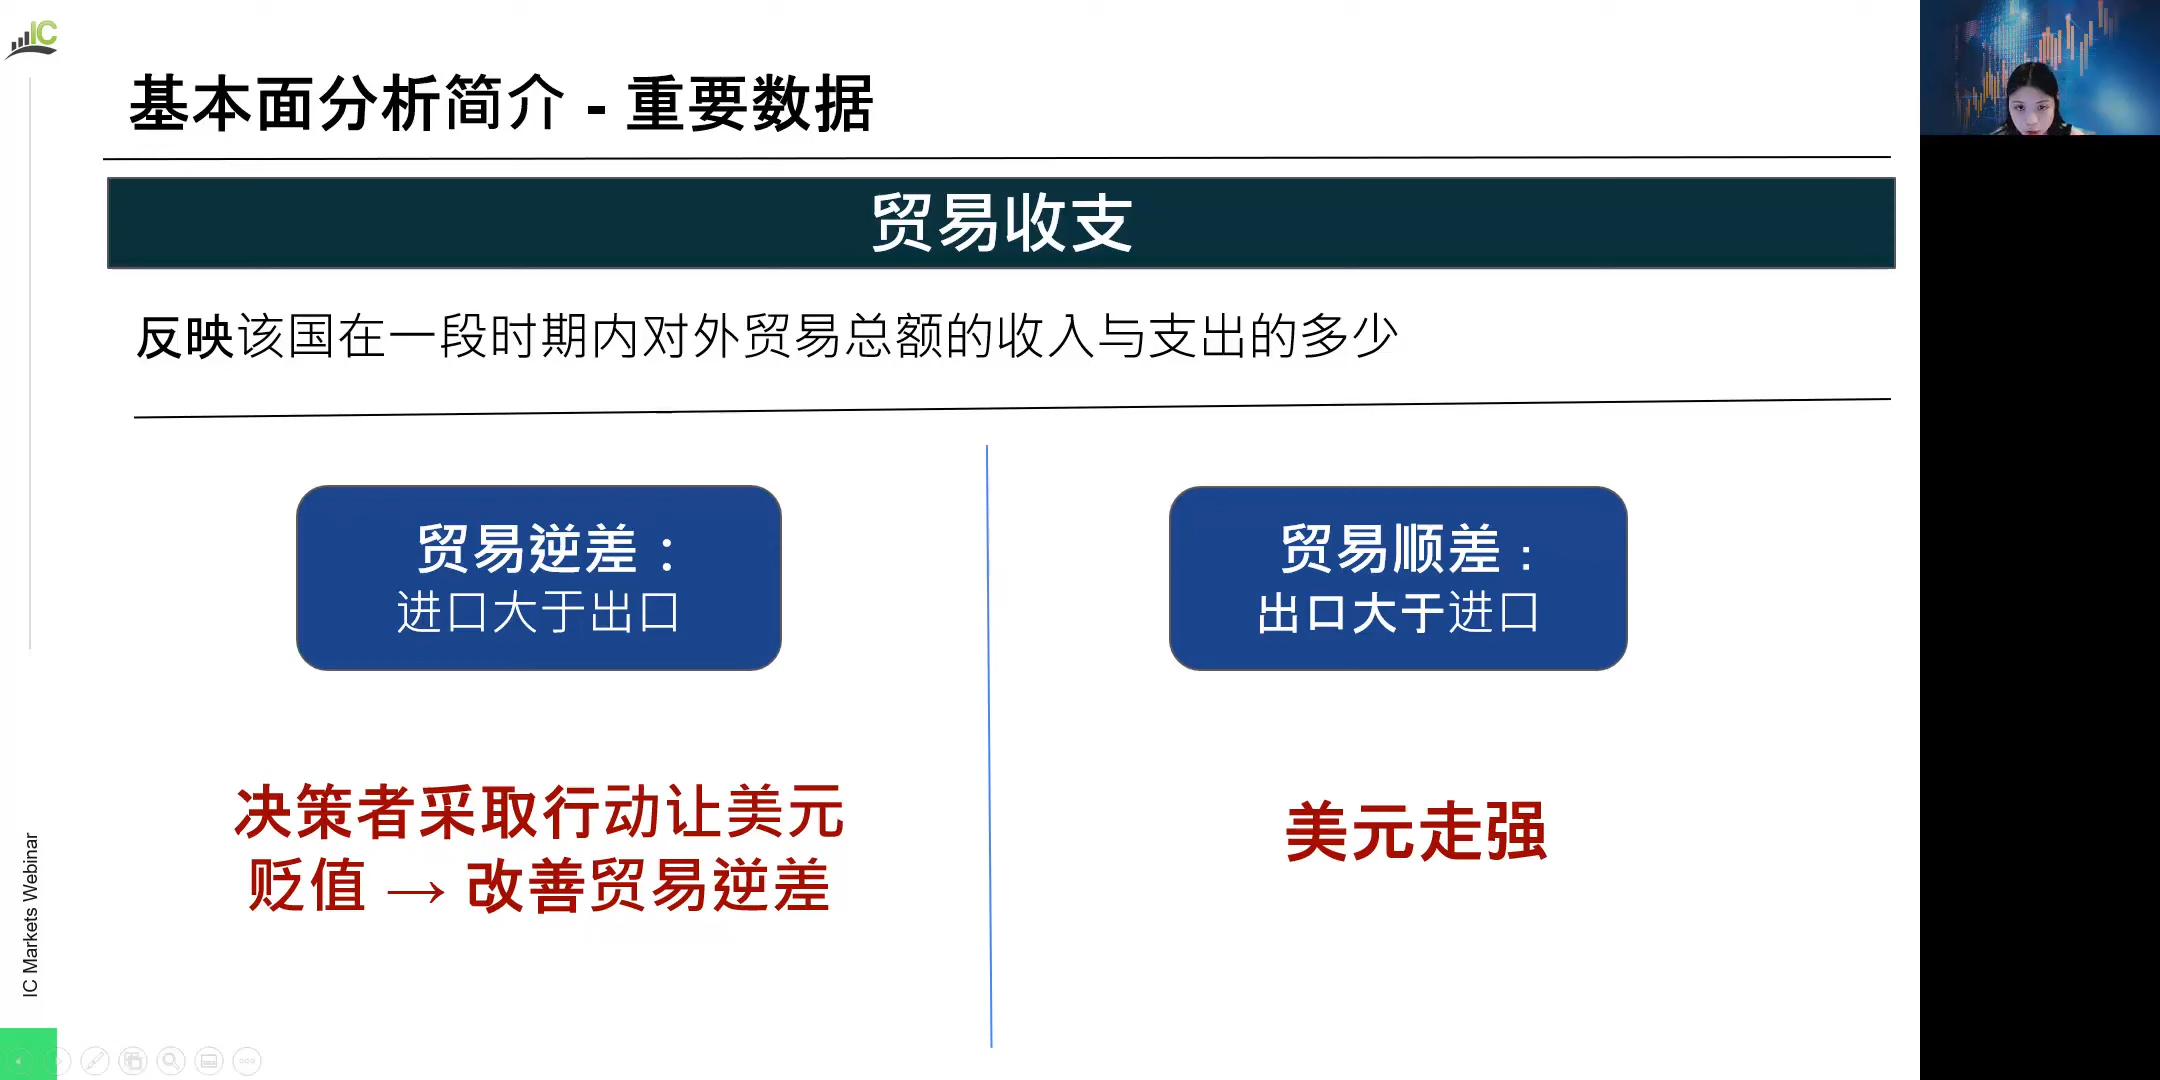 IC
基本面分析简介 - 重要数据
贸易收支
反映该国在一段时期内对外贸易总额的收入与支出的多少
贸易逆差：
进口大于出口
贸易顺差：
出口大于进口
决策者采取行动让美元
贬值 → 改善贸易逆差
美元走强
IC Markets Webinar